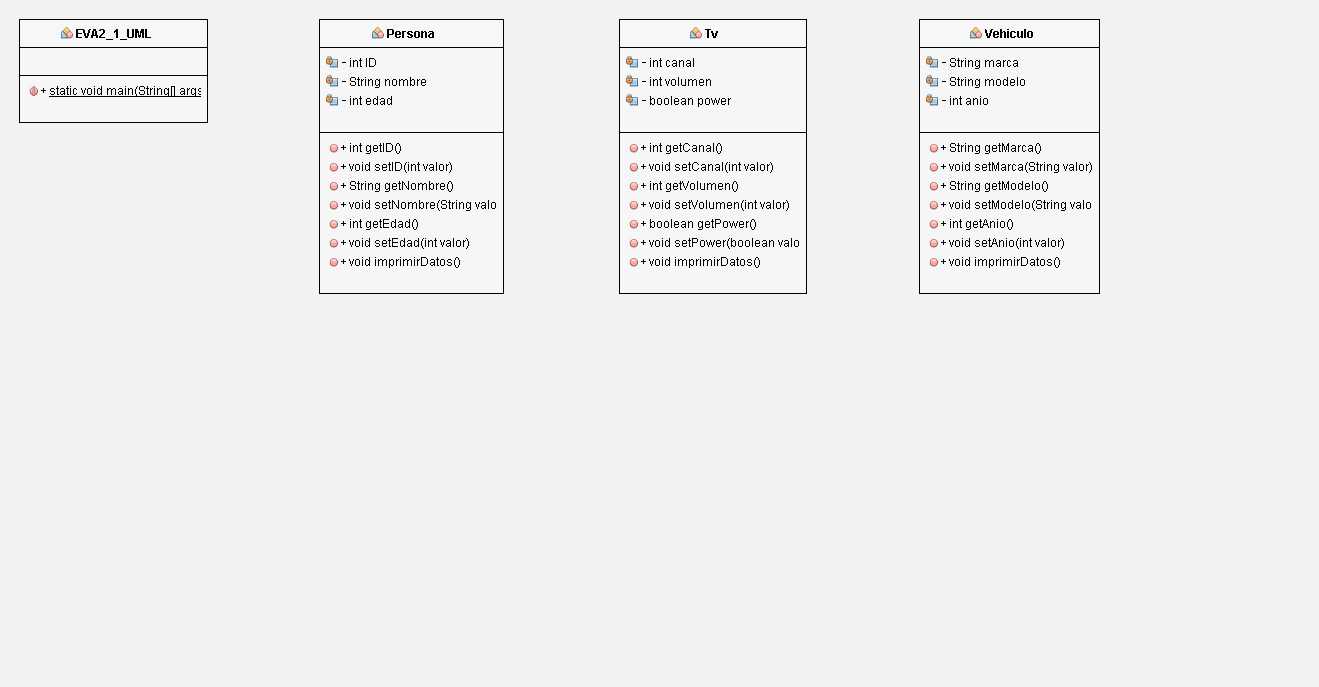 EVA2_1_UML
+ static void main(String[] args
Persona
- int ID
- String nombre
- int edad
+ int getID()
+ void setID(int valor)
+ String getNombre()
+ void setNombre(String valo
+ int getEdad()
+ void setEdad(int valor)
+ void imprimirDatos()
Tv
- int canal
- int volumen
- boolean power
+ int getCanal()
+ void setCanal(int valor)
+ int getVolumen()
+ void setVolumen(int valor)
+ boolean getPower()
+ void setPower(boolean valo
+ void imprimirDatos()
Vehiculo
- String marca
- String modelo
- int anio
+ String getMarca()
+ void setMarca(String valor)
+ String getModelo()
+ void setModelo(String valo
+ int getAnio()
+ void setAnio(int valor)
+ void imprimirDatos()